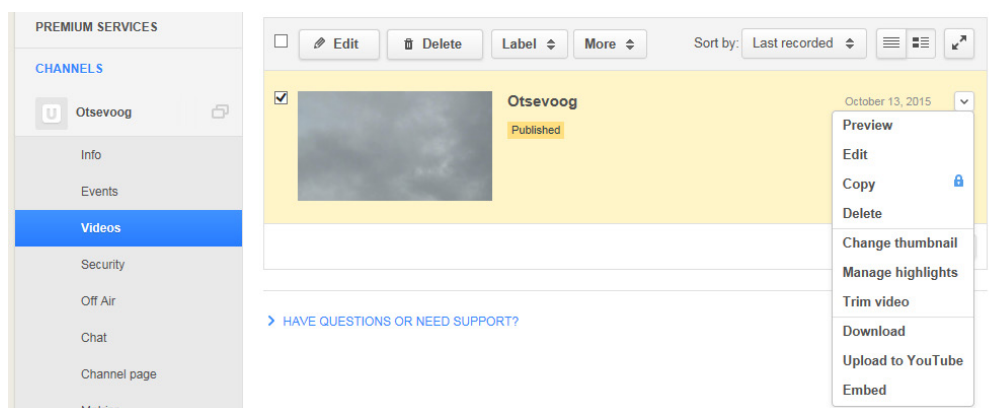 PREMIUM SERVICES
CHANNELS
U Otsevoog
Info
Events
Videos
Security
Off Air
Chat
Channel page
Edit Delete Label More Sort by: Last recorded
Otsevoog October 13, 2015
Published
Preview
Edit
Copy
Delete
Change thumbnail
Manage highlights
Trim video
Download
Upload to YouTube
Embed
HAVE QUESTIONS OR NEED SUPPORT?